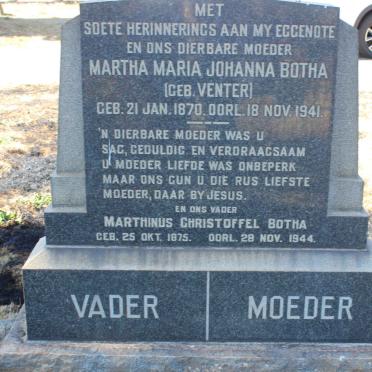 MET
SOETE HERINNERINGS AAN MY EGGENOTE
EN ONS DIERBARE MOEDER
MARTHA MARIA JOHANNA BOTHA
(GEB. VENTER)
GEB. 21 JAN. 1870. OORL. 18 NOV. 1941.
'N DIERBARE MOEDER WAS U
SAG, GEDULDIG EN VERDRAAGSAAM
U MOEDER LIEFDE WAS ONBEPERK
MAAR ONS GUN U DIE RUS LIEFSTE
MOEDER, DAAR BY JESUS.
EN ONS VADER
MARTHINUS CHRISTOFFEL BOTHA
GEB. 25 OKT. 1875. OORL. 28 NOV. 1944.
VADER MOEDER